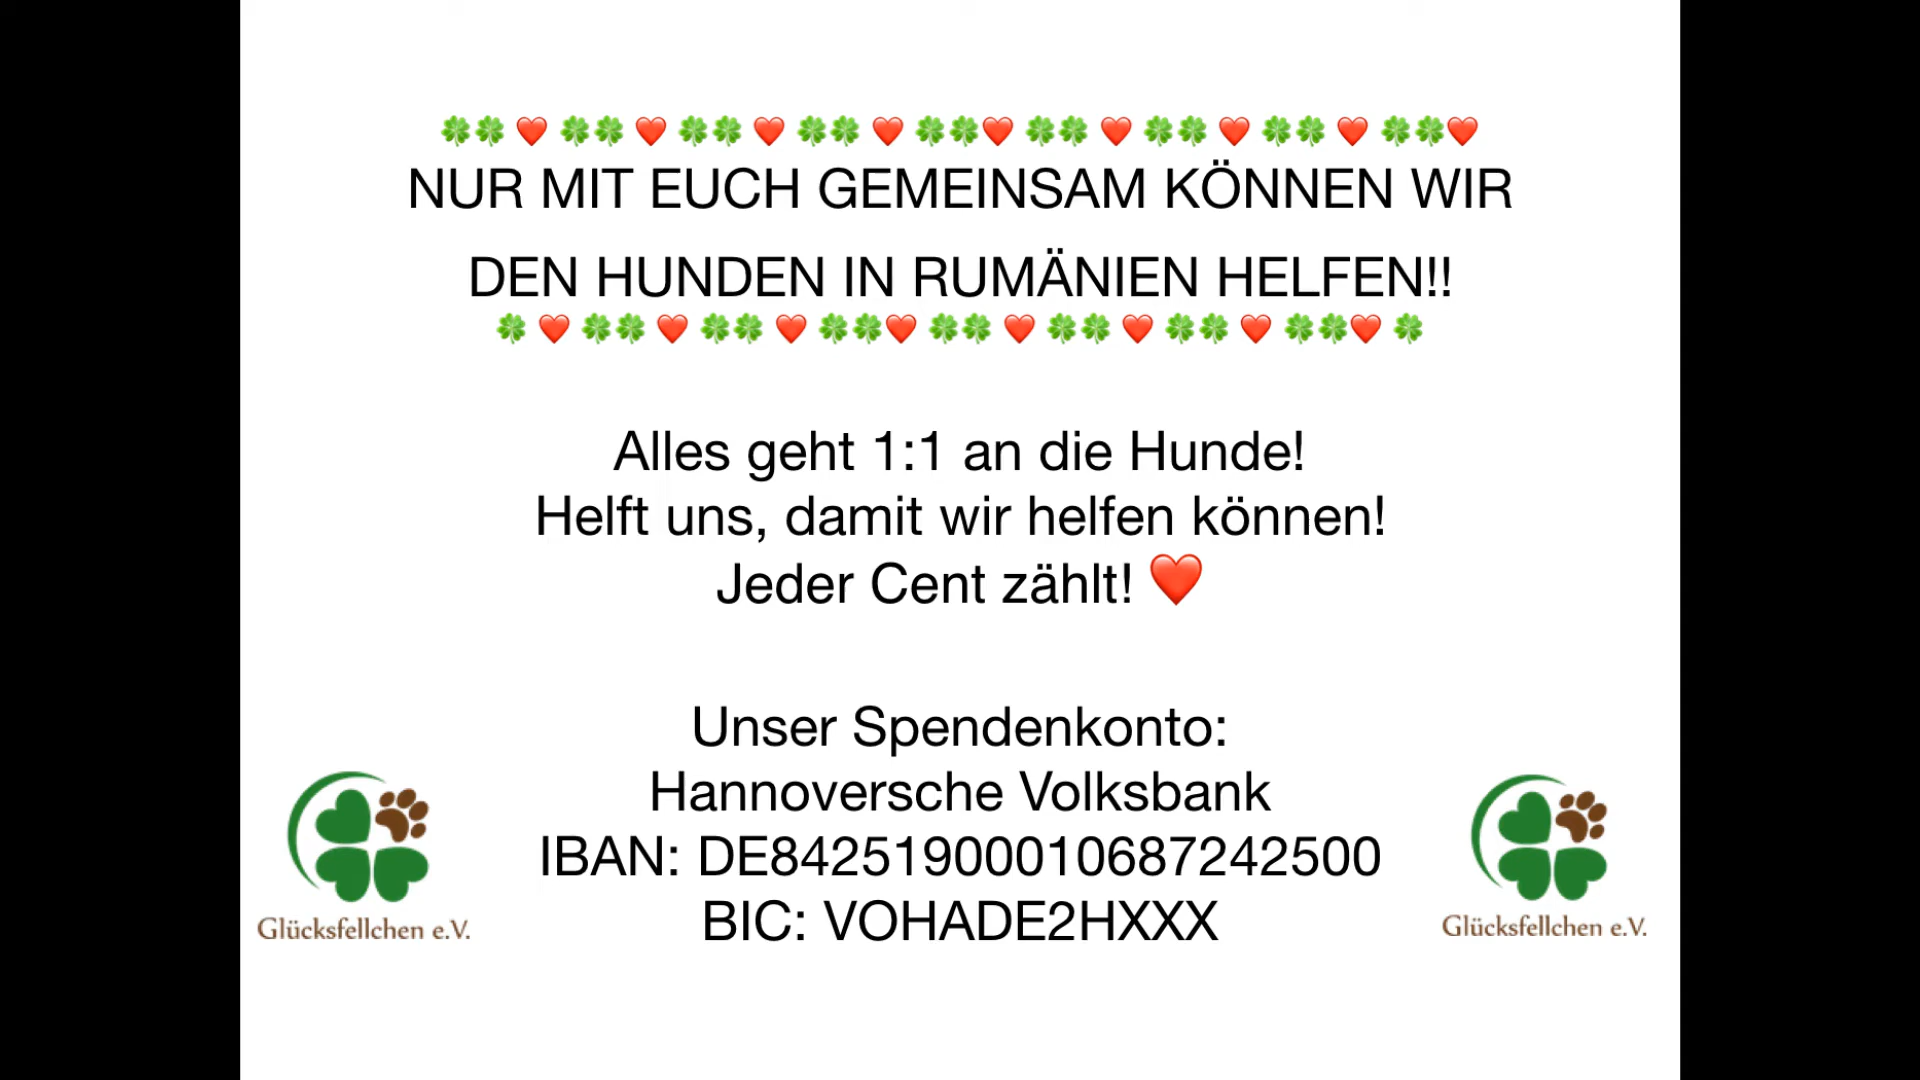 🍀🍀 ❤️ 🍀🍀 ❤️ 🍀🍀 ❤️ 🍀🍀 ❤️ 🍀🍀❤️ 🍀🍀 ❤️ 🍀🍀 ❤️ 🍀🍀 ❤️ 🍀🍀❤️
NUR MIT EUCH GEMEINSAM KÖNNEN WIR
DEN HUNDEN IN RUMÄNIEN HELFEN!!
🍀 ❤️ 🍀🍀 ❤️ 🍀🍀 ❤️ 🍀🍀❤️ 🍀🍀 ❤️ 🍀🍀 ❤️ 🍀🍀 ❤️ 🍀🍀❤️ 🍀
Alles geht 1:1 an die Hunde!
Helft uns, damit wir helfen können!
Jeder Cent zählt! ❤️
Unser Spendenkonto:
Hannoversche Volksbank
IBAN: DE84251900010687242500
BIC: VOHADE2HXXX
Glücksfellchen e.V.
Glücksfellchen e.V.